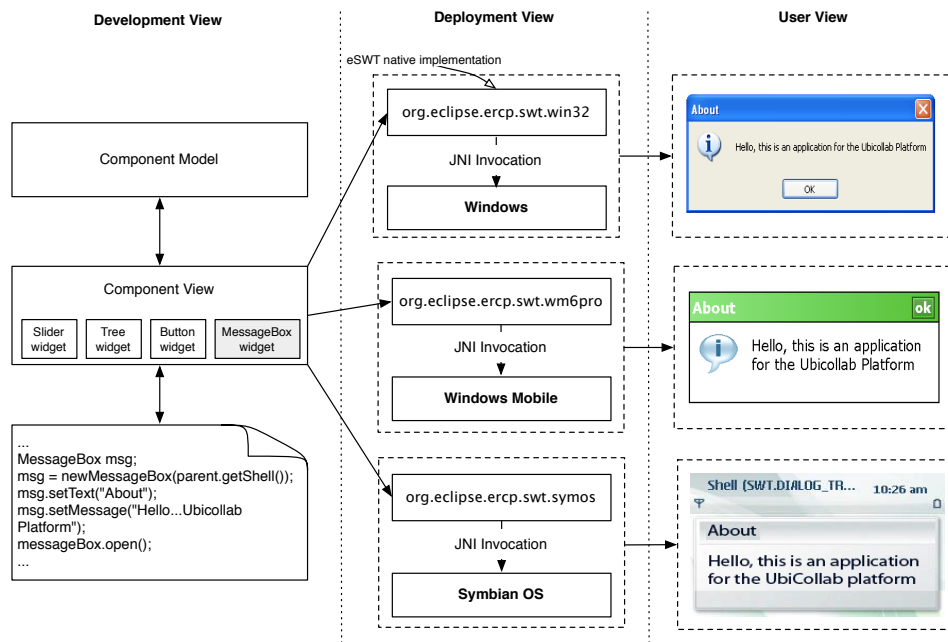 Development View
Deployment View
User View
Component Model
Component View
Slider
widget
Tree
widget
Button
widget
MessageBox
widget
...
MessageBox msg;
msg = newMessageBox(parent.getShell());
msg.setText("About");
msg.setMessage("Hello...Ubicollab
Platform");
messageBox.open();
...
eSWT native implementation
org.eclipse.ercp.swt.win32
JNI Invocation
Windows
org.eclipse.ercp.swt.wm6pro
JNI Invocation
Windows Mobile
org.eclipse.ercp.swt.symos
JNI Invocation
Symbian OS
About
Hello, this is an application for the Ubicollab Platform
OK
About
ok
Hello, this is an application
for the Ubicollab Platform
Shell (SWT.DIALOG_TR...
10:26 am
About
Hello, this is an application
for the UbiCollab platform